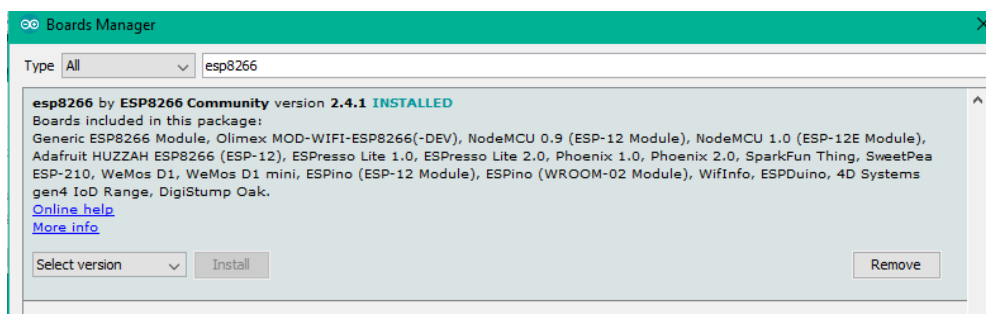 Boards Manager
Type All esp8266
esp8266 by ESP8266 Community version 2.4.1 INSTALLED
Boards included in this package:
Generic ESP8266 Module, Olimex MOD-WIFI-ESP8266(-DEV), NodeMCU 0.9 (ESP-12 Module), NodeMCU 1.0 (ESP-12E Module),
Adafruit HUZZAH ESP8266 (ESP-12), ESPresso Lite 1.0, ESPresso Lite 2.0, Phoenix 1.0, Phoenix 2.0, SparkFun Thing, SweetPea
ESP-210, WeMos D1, WeMos D1 mini, ESPino (ESP-12 Module), ESPino (WROOM-02 Module), WifInfo, ESPDuino, 4D Systems
gen4 IoD Range, DigiStump Oak.
Online help
More info
Select version Install Remove